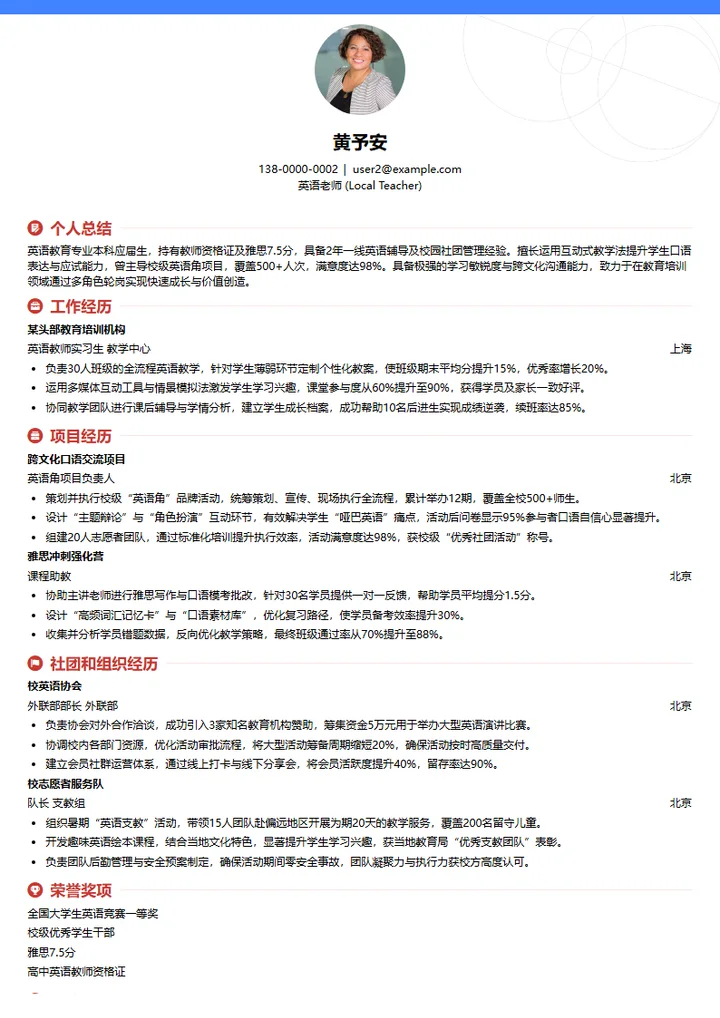 黄予安
138-0000-0002 | user2@example.com
英语老师 (Local Teacher)
个人总结
英语教育专业本科应届生，持有教师资格证及雅思7.5分，具备2年一线英语辅导及校园社团管理经验。擅长运用互动式教学法提升学生口语
表达与应试能力，曾主导校级英语角项目，覆盖500+人次，满意度达98%。具备极强的学习敏锐度与跨文化沟通能力，致力于在教育培训
领域通过多角色轮岗实现快速成长与价值创造。
工作经历
某头部教育培训机构
英语教师实习生 教学中心 上海
• 负责30人班级的全流程英语教学，针对学生薄弱环节定制个性化教案，使班级期末平均分提升15%，优秀率增长20%。
• 运用多媒体互动工具与情景模拟法激发学生学习兴趣，课堂参与度从60%提升至90%，获得学员及家长一致好评。
• 协同教学团队进行课后辅导与学情分析，建立学生成长档案，成功帮助10名后进生实现成绩逆袭，续班率达85%。
项目经历
跨文化口语交流项目
英语角项目负责人 北京
• 策划并执行校级“英语角”品牌活动，统筹策划、宣传、现场执行全流程，累计举办12期，覆盖全校500+师生。
• 设计“主题辩论”与“角色扮演”互动环节，有效解决学生“哑巴英语”痛点，活动后问卷显示95%参与者口语自信心显著提升。
• 组建20人志愿者团队，通过标准化培训提升执行效率，活动满意度达98%，获校级“优秀社团活动”称号。
雅思冲刺强化营
课程助教 北京
• 协助主讲老师进行雅思写作与口语模考批改，针对30名学员提供一对一反馈，帮助学员平均提分1.5分。
• 设计“高频词汇记忆卡”与“口语素材库”，优化复习路径，使学员备考效率提升30%。
• 收集并分析学员错题数据，反向优化教学策略，最终班级通过率从70%提升至88%。
社团和组织经历
校英语协会
外联部部长 外联部 北京
• 负责协会对外合作洽谈，成功引入3家知名教育机构赞助，筹集资金5万元用于举办大型英语演讲比赛。
• 协调校内各部门资源，优化活动审批流程，将大型活动筹备周期缩短20%，确保活动按时高质量交付。
• 建立会员社群运营体系，通过线上打卡与线下分享会，将会员活跃度提升40%，留存率达90%。
校志愿者服务队
队长 支教组 北京
• 组织暑期“英语支教”活动，带领15人团队赴偏远地区开展为期20天的教学服务，覆盖200名留守儿童。
• 开发趣味英语绘本课程，结合当地文化特色，显著提升学生学习兴趣，获当地教育局“优秀支教团队”表彰。
• 负责团队后勤管理与安全预案制定，确保活动期间零安全事故，团队凝聚力与执行力获校方高度认可。
荣誉奖项
全国大学生英语竞赛一等奖
校级优秀学生干部
雅思7.5分
高中英语教师资格证